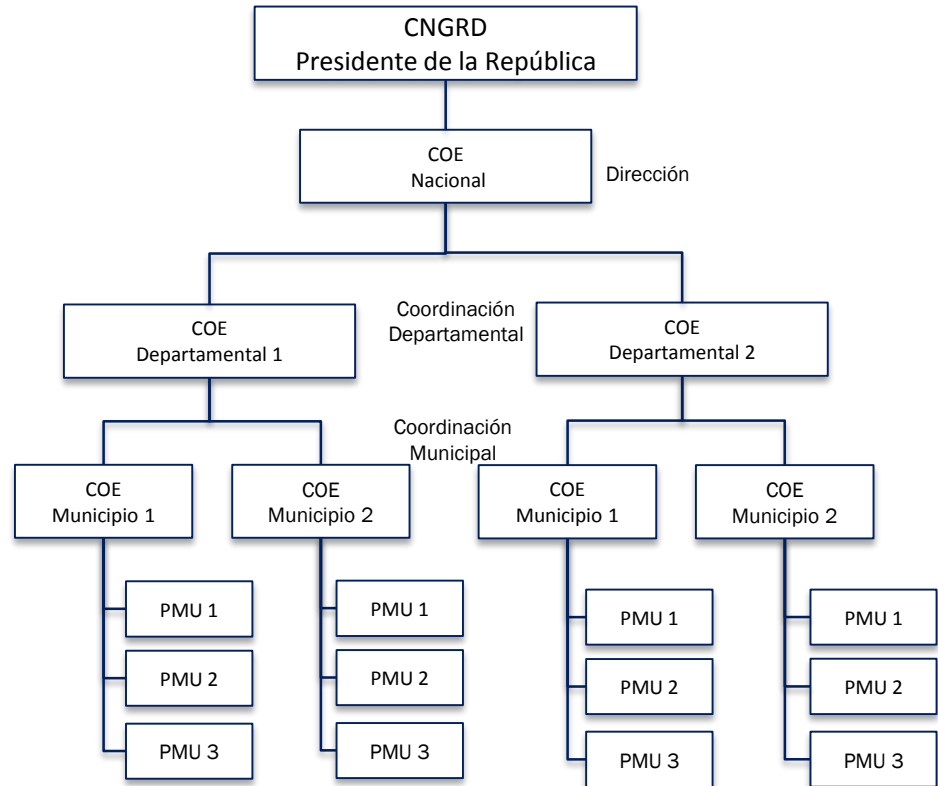 CNGRD
Presidente de la República
COE
Nacional
Dirección
COE
Departamental 1
Coordinación
Departamental
COE
Departamental 2
Coordinación
Municipal
COE
Municipio 1
COE
Municipio 2
COE
Municipio 1
COE
Municipio 2
PMU 1
PMU 2
PMU 3
PMU 1
PMU 2
PMU 3
PMU 1
PMU 2
PMU 3
PMU 1
PMU 2
PMU 3